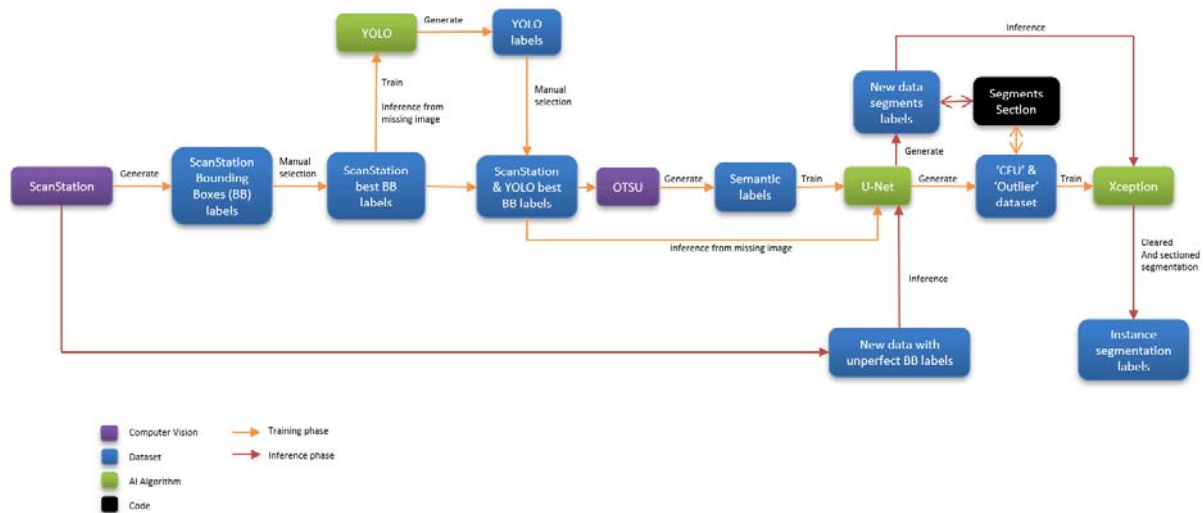 YOLO
Generate
YOLO
labels
Inference
Train
Inference from
missing image
Manual
selection
New data
segments
labels
Segments
Section
Generate
ScanStation
Generate
ScanStation
Bounding
Boxes (BB)
labels
Manual
selection
ScanStation
best BB
labels
ScanStation
& YOLO best
BB labels
OTSU
Generate
Semantic
labels
Train
U-Net
Generate
'CFU' &
'Outlier'
dataset
Train
Xception
Inference from missing image
Cleared
And sectioned
segmentation
Inference
New data with
unperfect BB labels
Instance
segmentation
labels
Computer Vision
Training phase
Dataset
Inference phase
AI Algorithm
Code